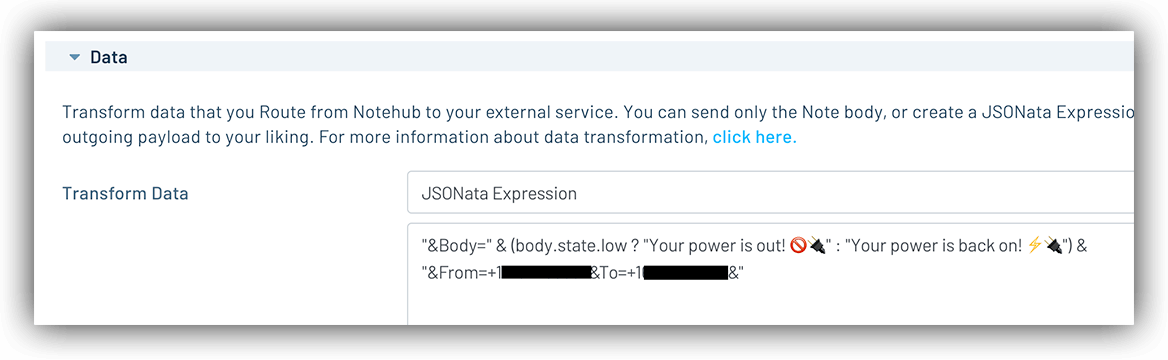 Data
Transform data that you Route from Notehub to your external service. You can send only the Note body, or create a JSONata Expressio
outgoing payload to your liking. For more information about data transformation, click here.
Transform Data
JSONata Expression
"&Body=" & (body.state.low ? "Your power is out! 🚫🔌" : "Your power is back on! ⚡🔌") &
"&From=+1 &To=+1 &"